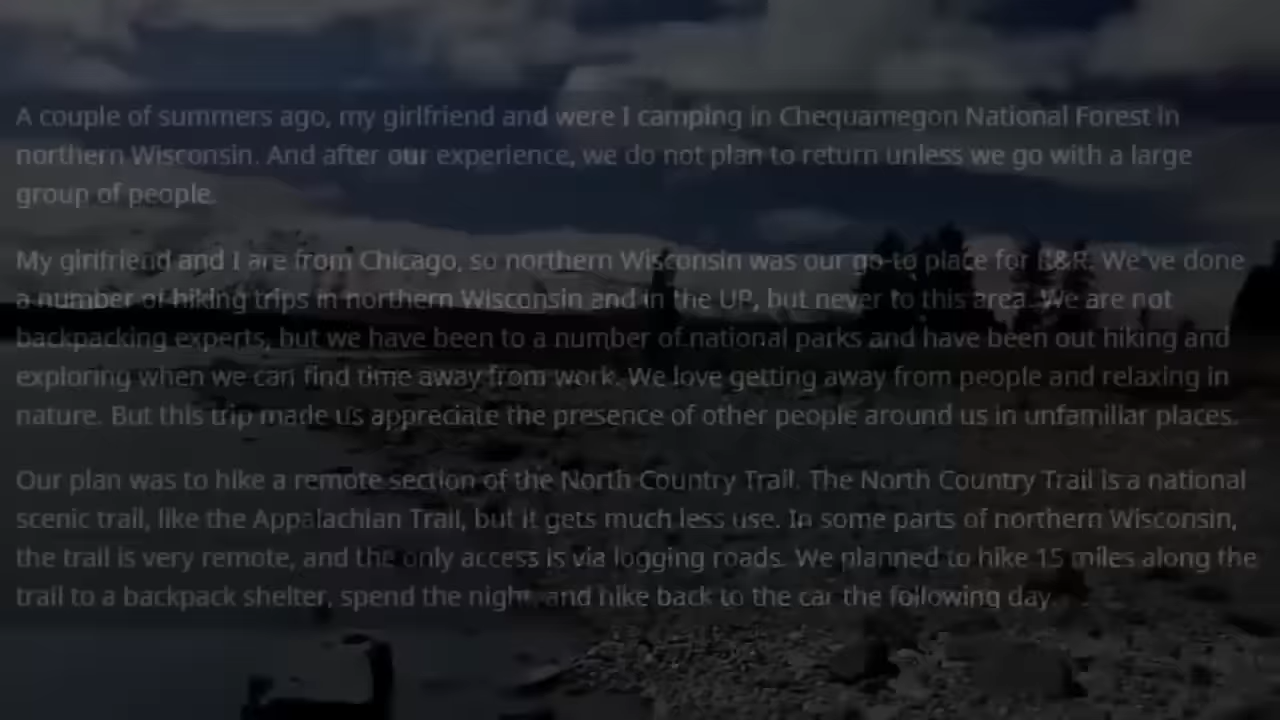 A couple of summers ago, my girlfriend and were I camping in Chequamegon National Forest in
northern Wisconsin. And after our experience, we do not plan to return unless we go with a large
group of people.
My girlfriend and I are from Chicago, so northern Wisconsin was our go-to place for R&R. We've done
a number of hiking trips in northern Wisconsin and in the UP, but never to this area. We are not
backpacking experts, but we have been to a number of national parks and have been out hiking and
exploring when we can find time away from work. We love getting away from people and relaxing in
nature. But this trip made us appreciate the presence of other people around us in unfamiliar places.
Our plan was to hike a remote section of the North Country Trail. The North Country Trail is a national
scenic trail, like the Appalachian Trail, but it gets much less use. In some parts of northern Wisconsin,
the trail is very remote, and the only access is via logging roads. We planned to hike 15 miles along the
trail to a backpack shelter, spend the night, and hike back to the car the following day.